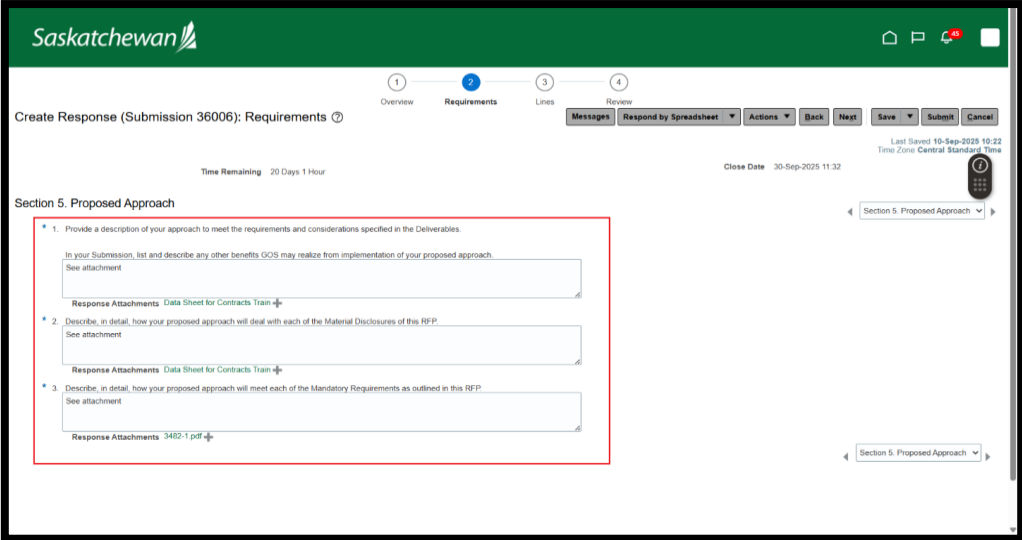 Saskatchewan
45
1 2 3 4
Overview Requirements Lines Review
Create Response (Submission 36006): Requirements ?
Messages Respond by Spreadsheet Actions Back Next Save Submit Cancel
Last Saved 10-Sep-2025 10:22
Time Zone Central Standard Time
Time Remaining 20 Days 1 Hour
Close Date 30-Sep-2025 11:32
Section 5. Proposed Approach
Section 5. Proposed Approach
* 1. Provide a description of your approach to meet the requirements and considerations specified in the Deliverables.
In your Submission, list and describe any other benefits GOS may realize from implementation of your proposed approach.
See attachment
Response Attachments Data Sheet for Contracts Train
* 2. Describe, in detail, how your proposed approach will deal with each of the Material Disclosures of this RFP.
See attachment
Response Attachments Data Sheet for Contracts Train
* 3. Describe, in detail, how your proposed approach will meet each of the Mandatory Requirements as outlined in this RFP.
See attachment
Response Attachments 3482-1.pdf
Section 5. Proposed Approach